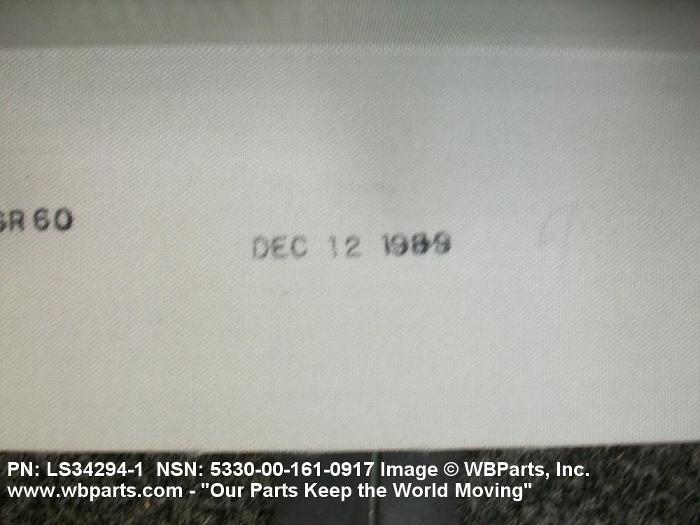 GR60
DEC 12 1989
PN: LS34294-1 NSN: 5330-00-161-0917 Image © WBParts, Inc.
www.wbparts.com - "Our Parts Keep the World Moving"